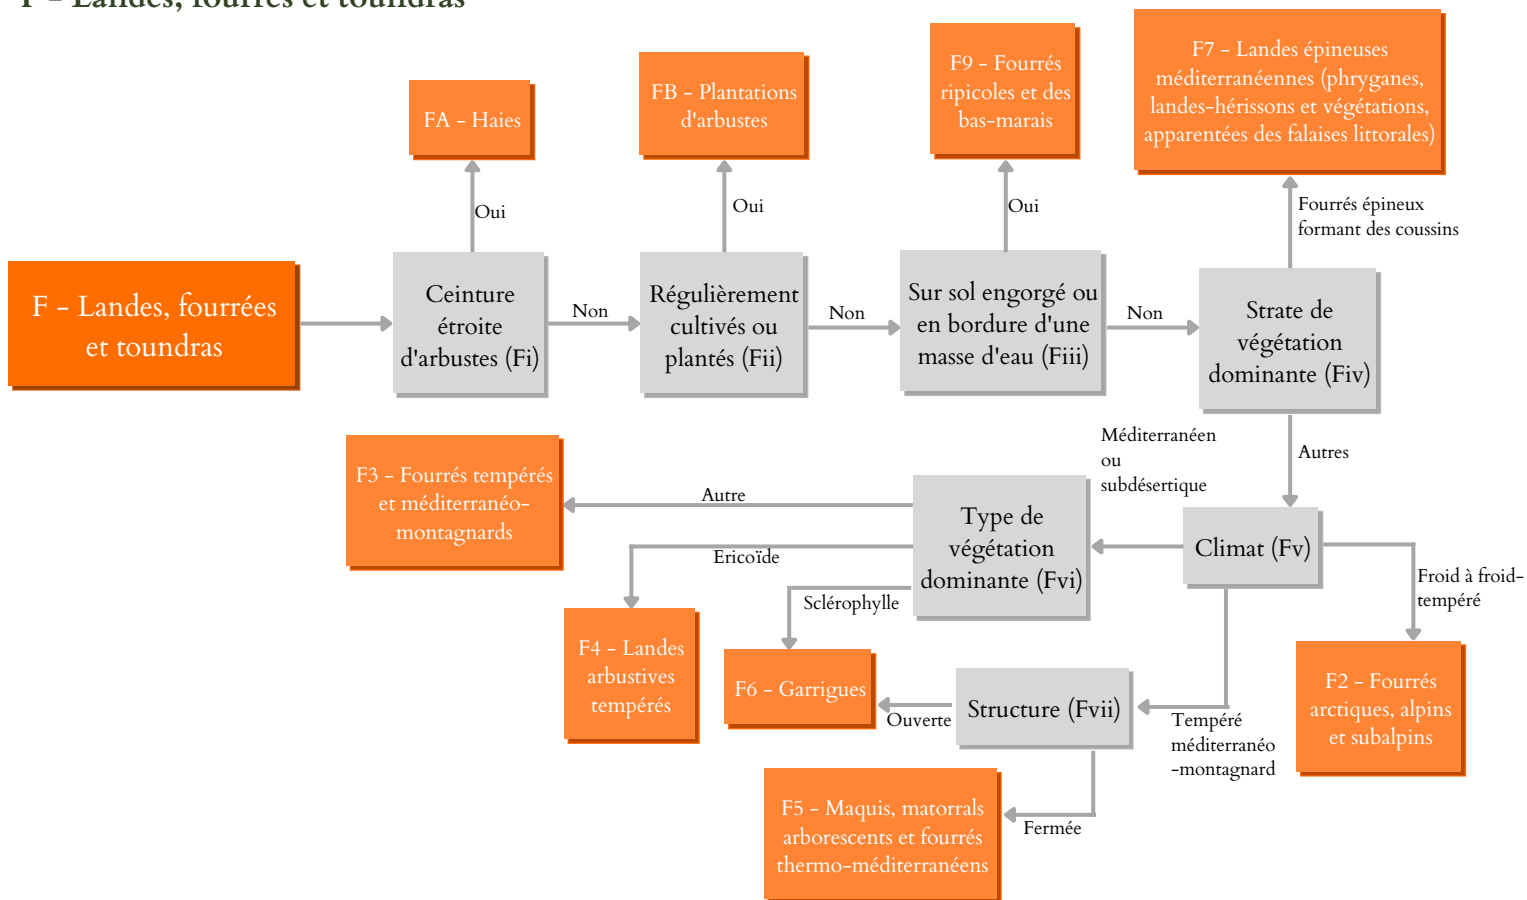 F - Landes, fourrés et toundras
F7 - Landes épineuses
méditerranéennes (phryganes,
landes-hérissons et végétations,
apparentées des falaises littorales)
F9 - Fourrés
ripicoles et des
bas-marais
FB - Plantations
d'arbustes
FA - Haies
Oui
Oui
Oui
Fourrés épineux
formant des coussins
F - Landes, fourrées
et toundras
Ceinture
étroite
d'arbustes (Fi)
Non
Régulièrement
cultivés ou
plantés (Fii)
Non
Sur sol engorgé ou
en bordure d'une
masse d'eau (Fiii)
Non
Strate de
végétation
dominante (Fiv)
Autres
Méditerranéen
ou
subdésertique
F3 - Fourrés tempérés
et méditerranéo-
montagnards
Autre
Type de
végétation
dominante (Fvi)
Climat (Fv)
Ericoïde
Sclérophylle
Froid à froid-
tempéré
F4 - Landes
arbustives
tempérés
F6 - Garrigues
Ouverte
Structure (Fvii)
Tempéré
méditerranéo
-montagnard
F2 - Fourrés
arctiques, alpins
et subalpins
F5 - Maquis, matorrals
arborescents et fourrés
thermo-méditerranéens
Fermée